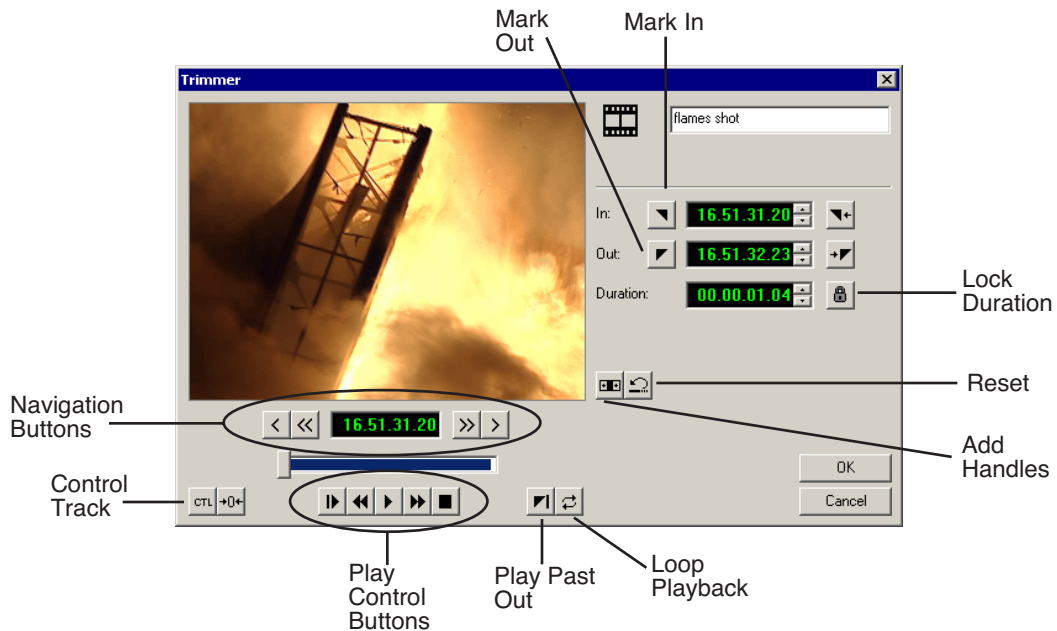 Mark
Out
Mark In
Trimmer
flames shot
In:
16.51.31.20
Out:
16.51.32.23
Duration:
00.00.01.04
Lock
Duration
Reset
Navigation
Buttons
16.51.31.20
Add
Handles
Control
Track
OK
CTL
→0←
Cancel
Play
Control
Buttons
Play Past
Out
Loop
Playback